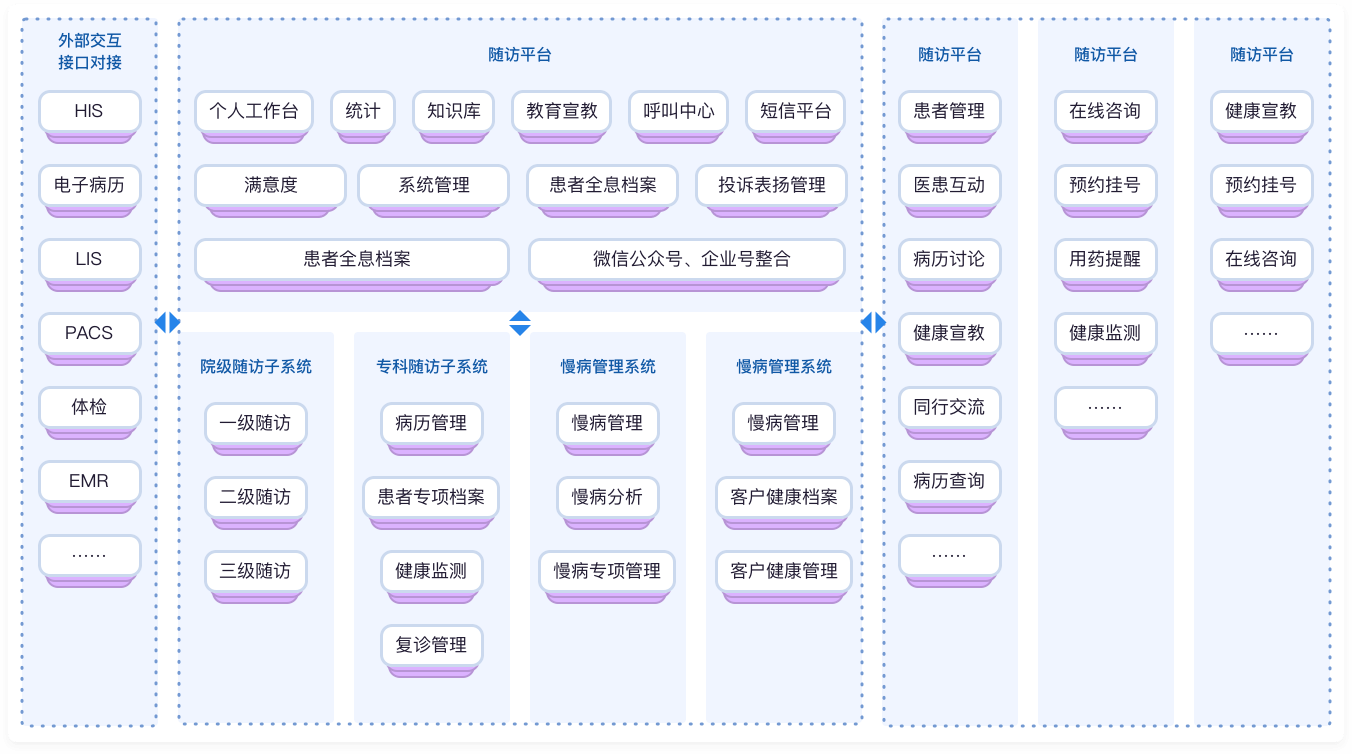 外部交互
接口对接
HIS
电子病历
LIS
PACS
体检
EMR
……
随访平台
个人工作台
统计
知识库
教育宣教
呼叫中心
短信平台
满意度
系统管理
患者全息档案
投诉表扬管理
患者全息档案
微信公众号、企业号整合
院级随访子系统
一级随访
二级随访
三级随访
专科随访子系统
病历管理
患者专项档案
健康监测
复诊管理
慢病管理系统
慢病管理
慢病分析
慢病专项管理
慢病管理系统
慢病管理
客户健康档案
客户健康管理
随访平台
患者管理
医患互动
病历讨论
健康宣教
同行交流
病历查询
……
随访平台
在线咨询
预约挂号
用药提醒
健康监测
……
随访平台
健康宣教
预约挂号
在线咨询
……